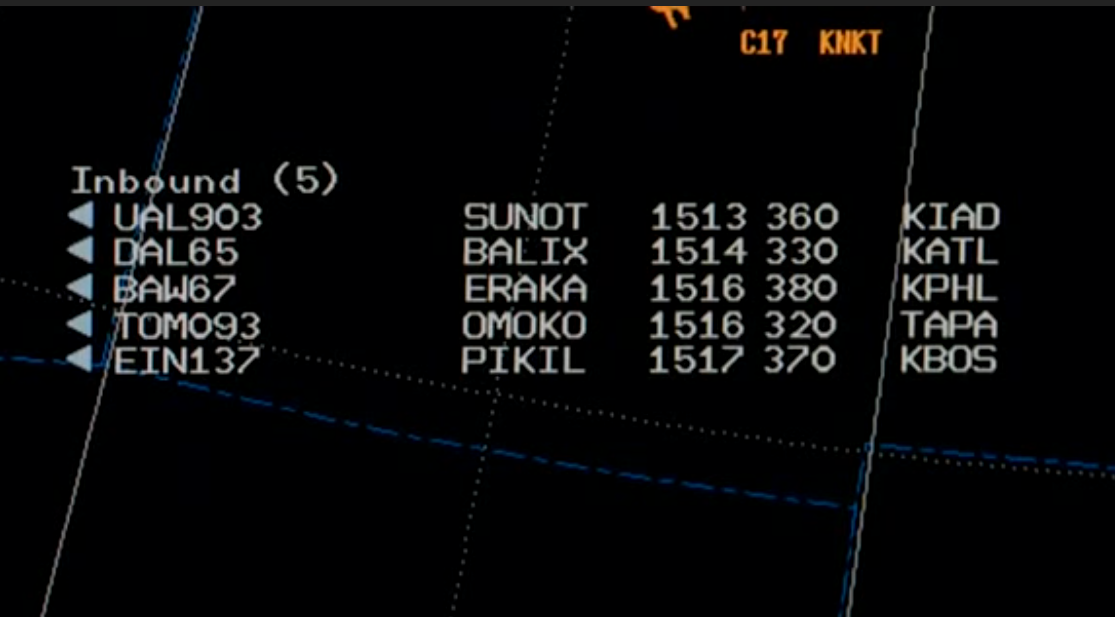 C17 KNKT
Inbound (5)
UAL903 SUNOT 1513 360 KIAD
DAL65 BALIX 1514 330 KATL
BAW67 ERAKA 1516 380 KPHL
TOM093 OMOKO 1516 320 TAPA
EIN137 PIKIL 1517 370 KBOS